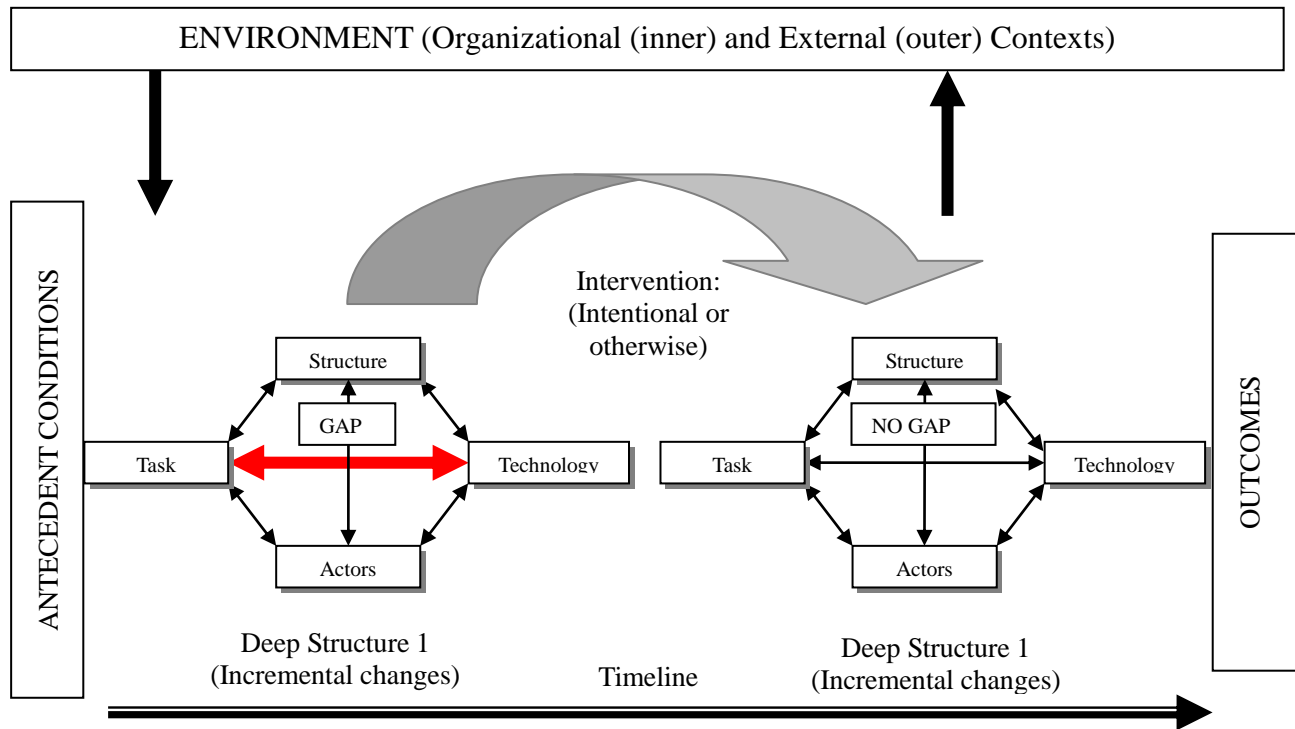 ENVIRONMENT (Organizational (inner) and External (outer) Contexts)
ANTECEDENT CONDITIONS
Intervention:
(Intentional or
otherwise)
Structure
GAP
Task
Technology
Actors
Deep Structure 1
(Incremental changes)
Structure
NO GAP
Task
Technology
Actors
Deep Structure 1
(Incremental changes)
Timeline
OUTCOMES